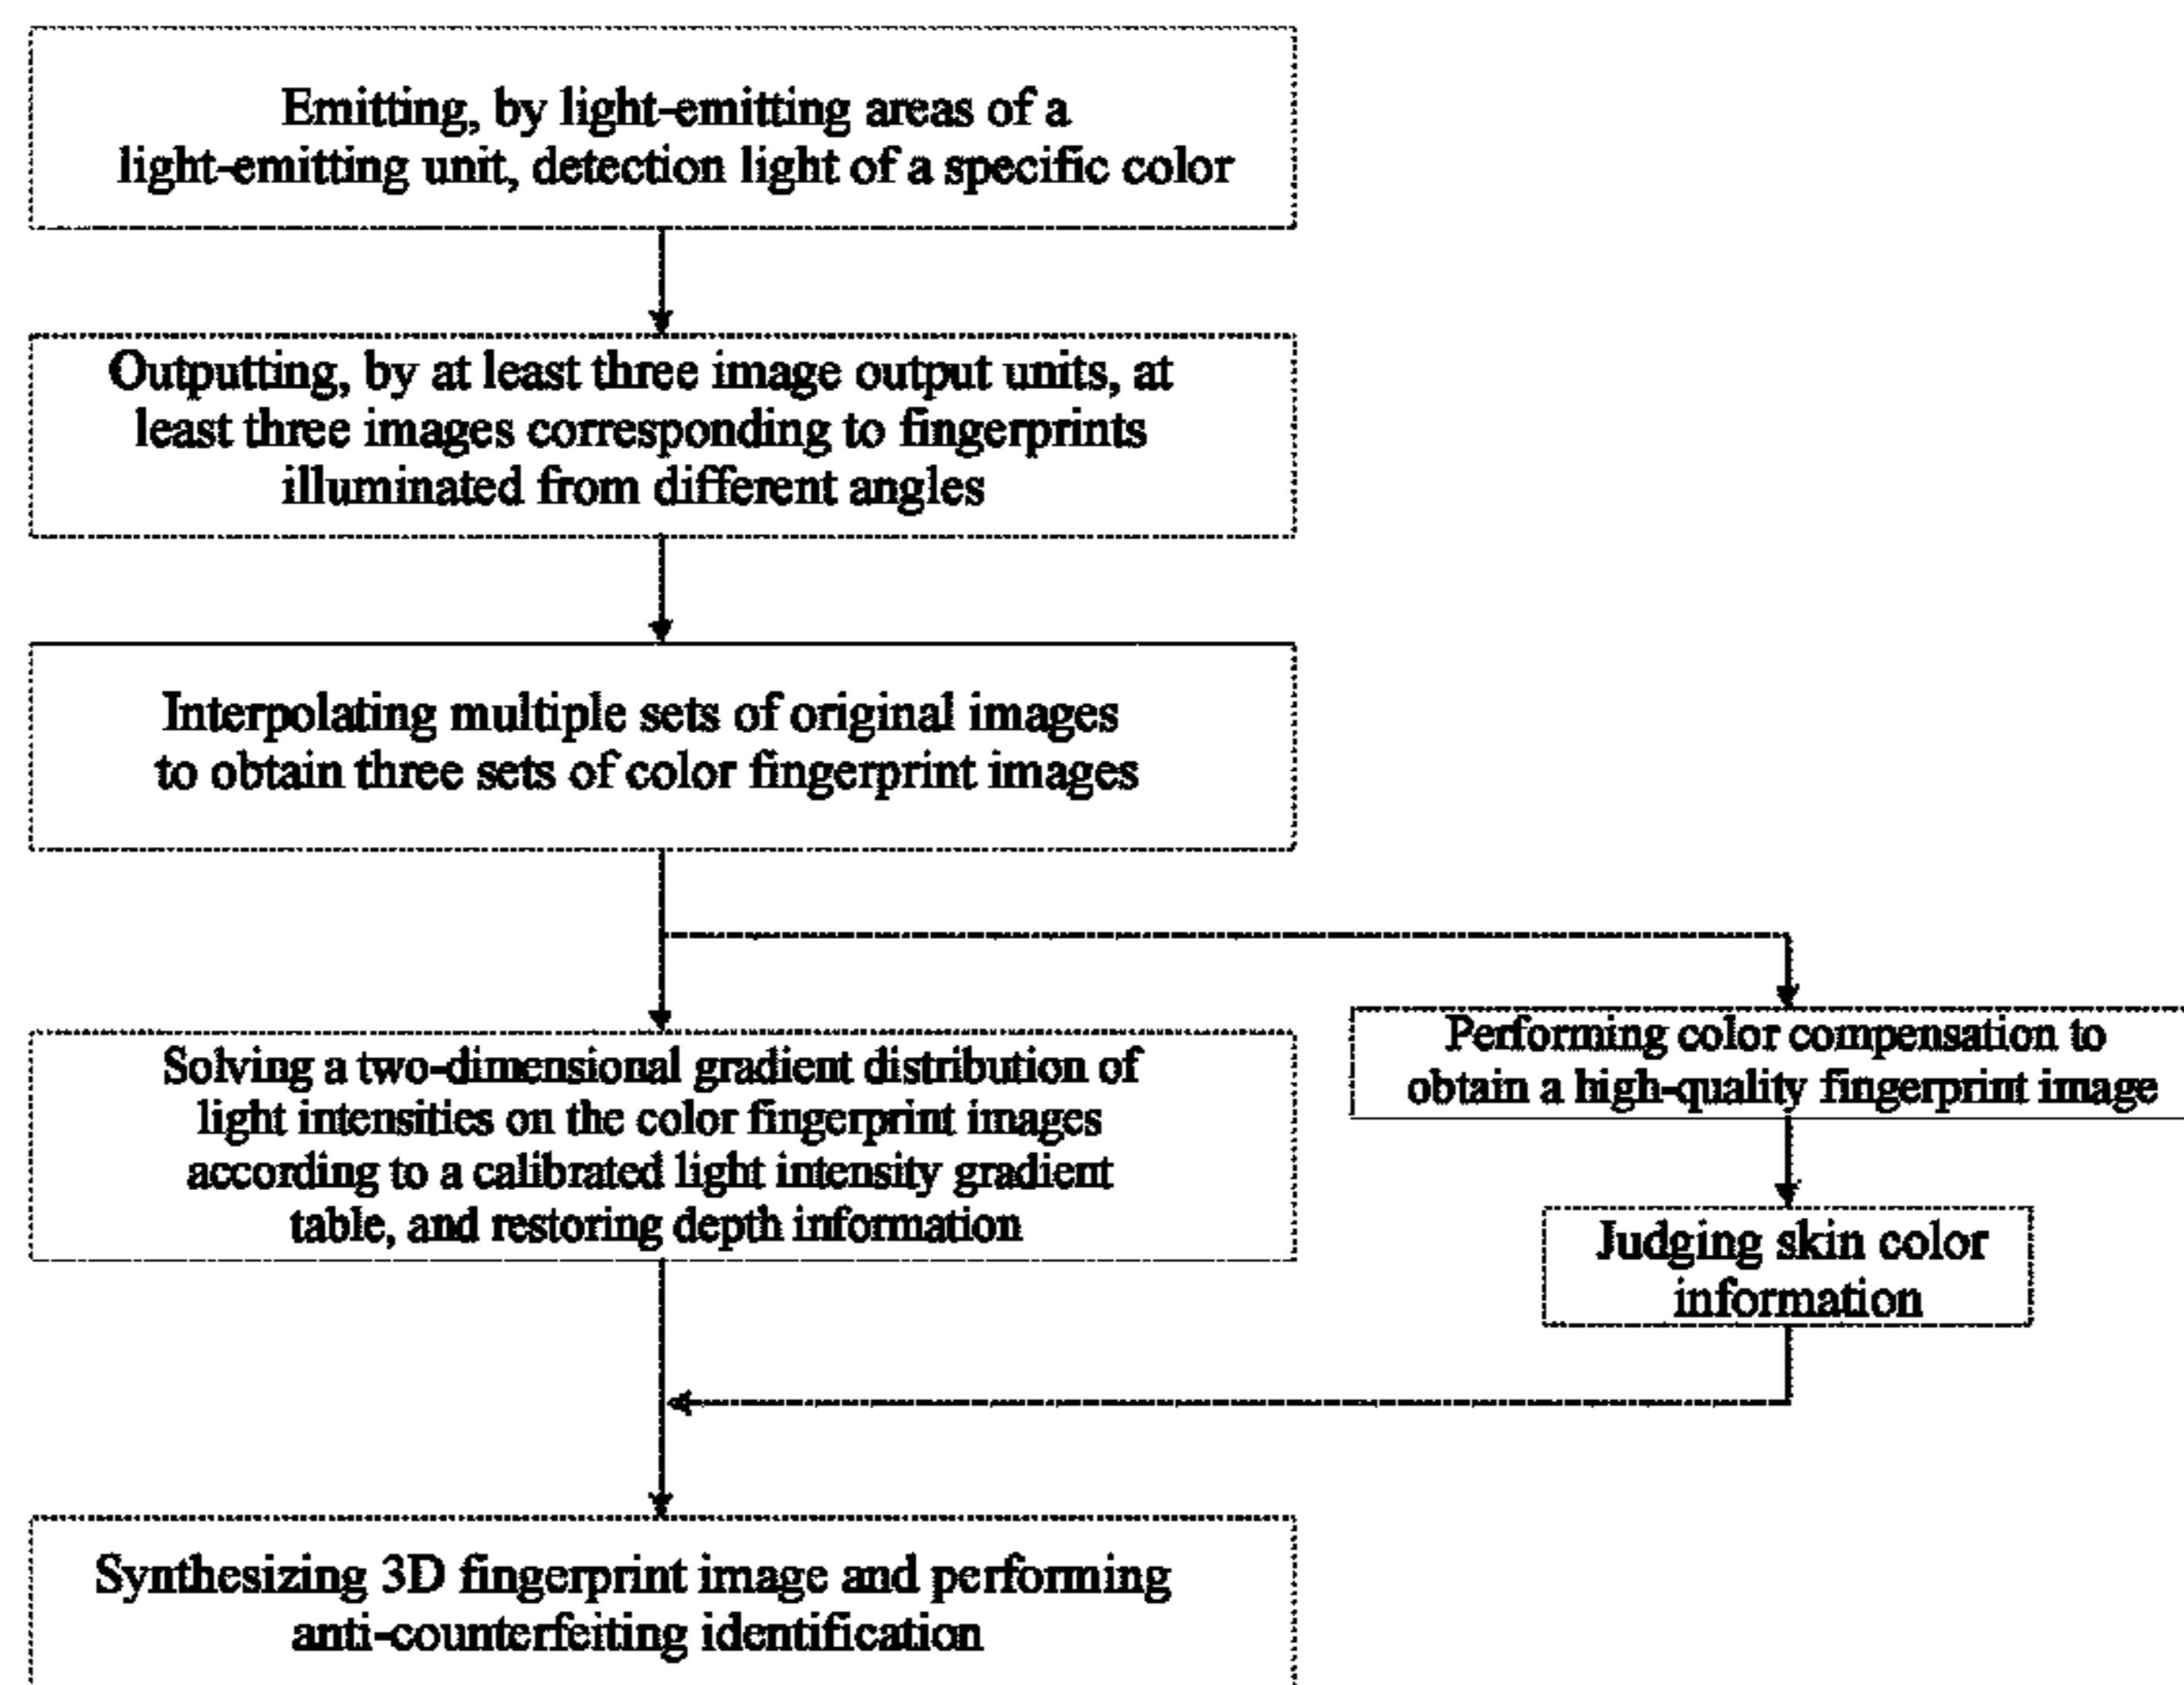 Emitting, by light-emitting areas of a
light-emitting unit, detection light of a specific color
Outputting, by at least three image output units, at
least three images corresponding to fingerprints
illuminated from different angles
Interpolating multiple sets of original images
to obtain three sets of color fingerprint images
Solving a two-dimensional gradient distribution of
light intensities on the color fingerprint images
according to a calibrated light intensity gradient
table, and restoring depth information
Performing color compensation to
obtain a high-quality fingerprint image
Judging skin color
information
Synthesizing 3D fingerprint image and performing
anti-counterfeiting identification